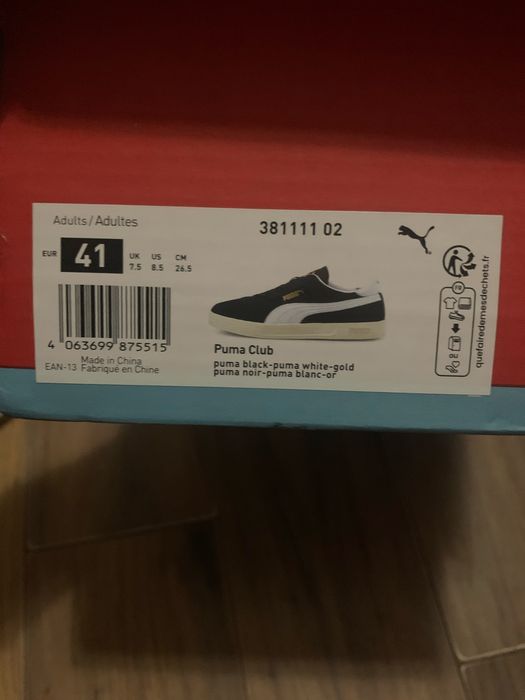 Adults / Adultes
381111 02
EUR 41 UK 7.5 US 8.5 CM 26.5
4 063699 875515
Made in China
EAN-13 Fabriqué en Chine
PUMA
Puma Club
puma black-puma white-gold
puma noir-puma blanc-or
FR
OU
quefairedemesdechets.fr